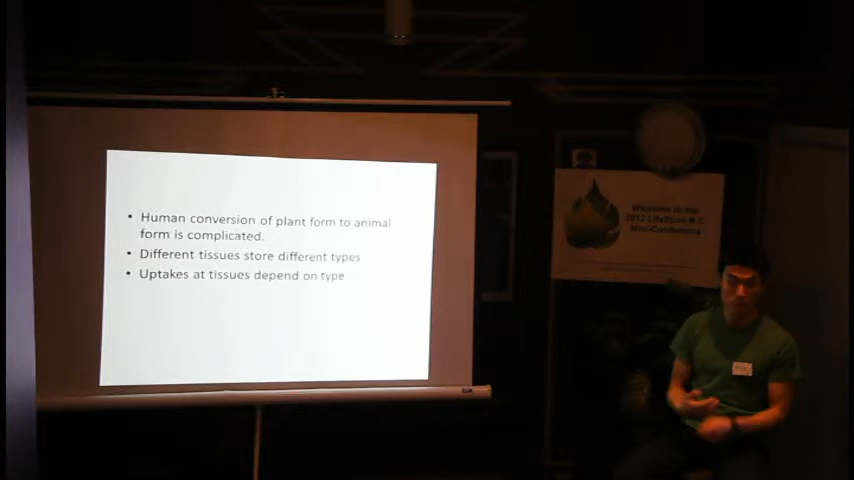 • Human conversion of plant form to animal
form is complicated.
• Different tissues store different types
• Uptakes at tissues depend on type
Welcome to the
2012 LifeSpan N.C
Mini-Conference